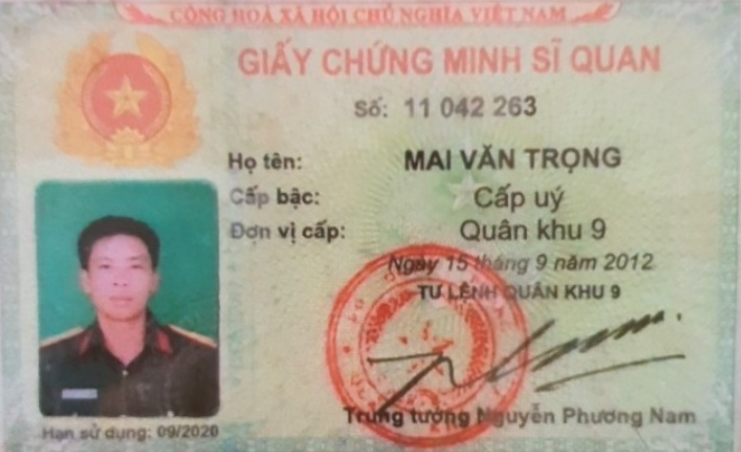 CỘNG HOÀ XÃ HỘI CHỦ NGHĨA VIỆT NAM
GIẤY CHỨNG MINH SĨ QUAN
Số: 11 042 263
Họ tên: MAI VĂN TRỌNG
Cấp bậc: Cấp uý
Đơn vị cấp: Quân khu 9
Ngày 15 tháng 9 năm 2012
TƯ LỆNH QUÂN KHU 9
Trung tướng Nguyễn Phương Nam
Hạn sử dụng: 09/2020